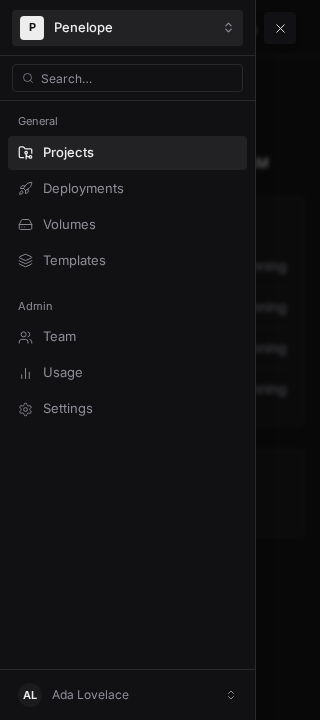 P Penelope
Search...
General
Projects
Deployments
Volumes
Templates
Admin
Team
Usage
Settings
AL Ada Lovelace